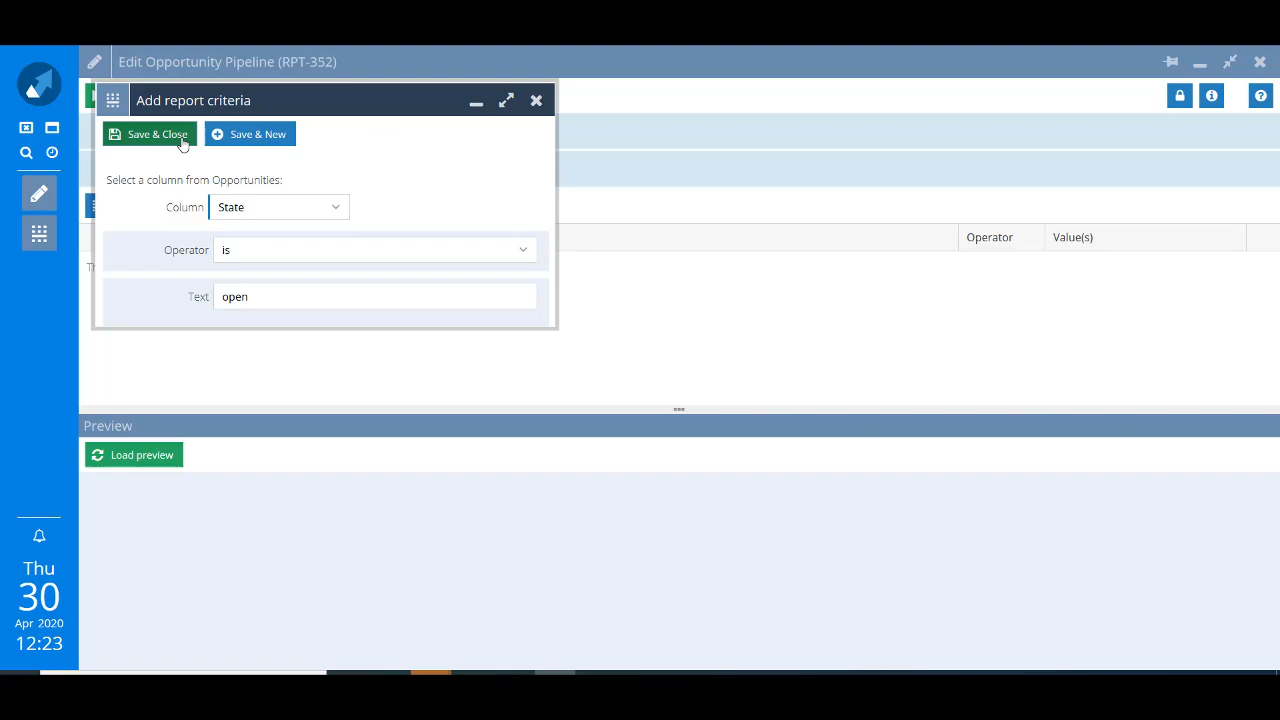 Edit Opportunity Pipeline (RPT-352)
Add report criteria
Save & Close
Save & New
Select a column from Opportunities:
Column State
Operator is
Text open
Operator
Value(s)
Preview
Load preview
Thu
30
Apr 2020
12:23